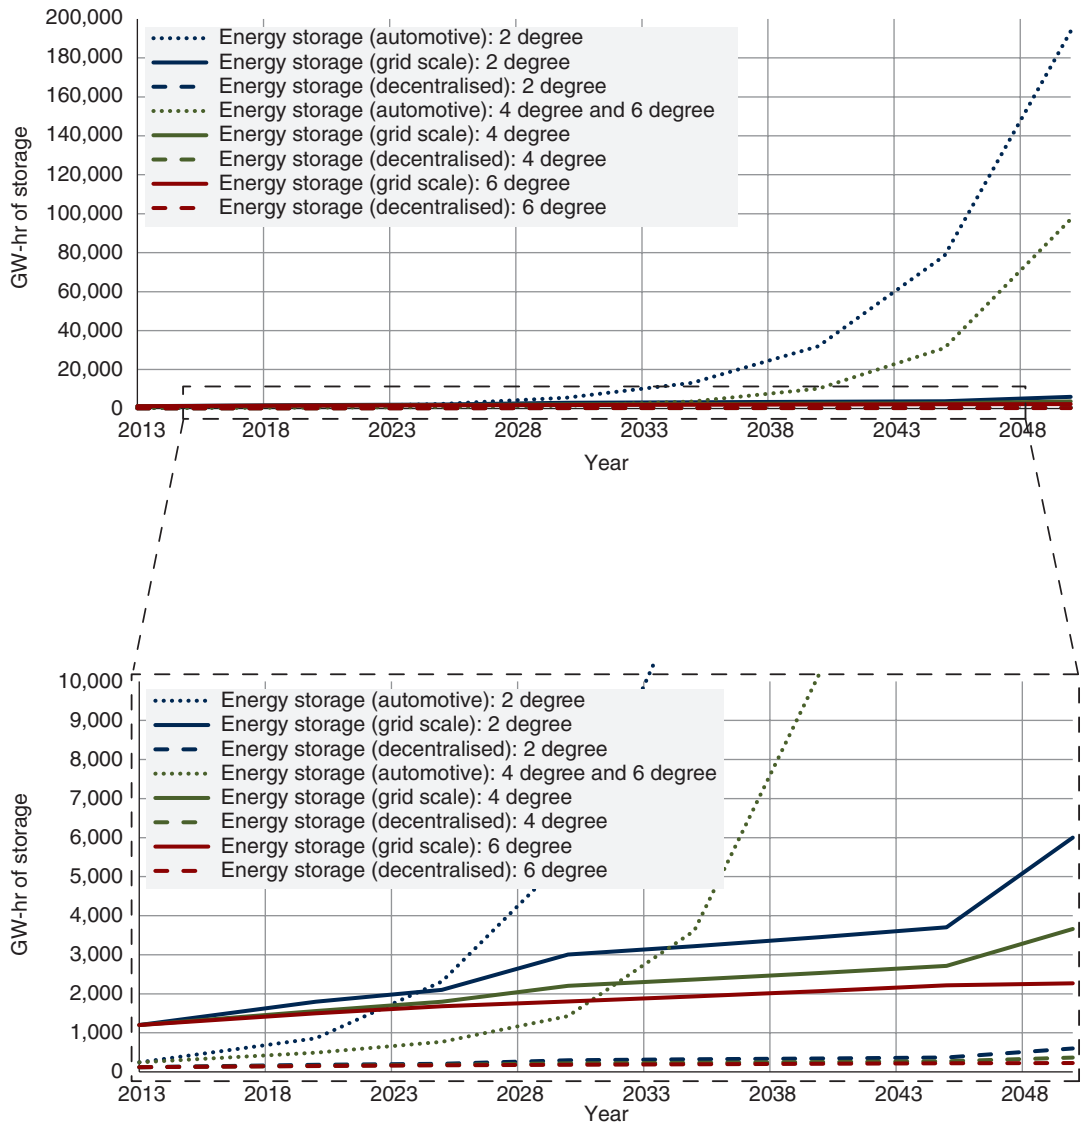 200,000
180,000
160,000
140,000
120,000
100,000
80,000
60,000
40,000
20,000
0
GW-hr of storage
Energy storage (automotive): 2 degree
Energy storage (grid scale): 2 degree
Energy storage (decentralised): 2 degree
Energy storage (automotive): 4 degree and 6 degree
Energy storage (grid scale): 4 degree
Energy storage (decentralised): 4 degree
Energy storage (grid scale): 6 degree
Energy storage (decentralised): 6 degree
2013 2018 2023 2028 2033 2038 2043 2048
Year
10,000
9,000
8,000
7,000
6,000
5,000
4,000
3,000
2,000
1,000
0
GW-hr of storage
Energy storage (automotive): 2 degree
Energy storage (grid scale): 2 degree
Energy storage (decentralised): 2 degree
Energy storage (automotive): 4 degree and 6 degree
Energy storage (grid scale): 4 degree
Energy storage (decentralised): 4 degree
Energy storage (grid scale): 6 degree
Energy storage (decentralised): 6 degree
2013 2018 2023 2028 2033 2038 2043 2048
Year